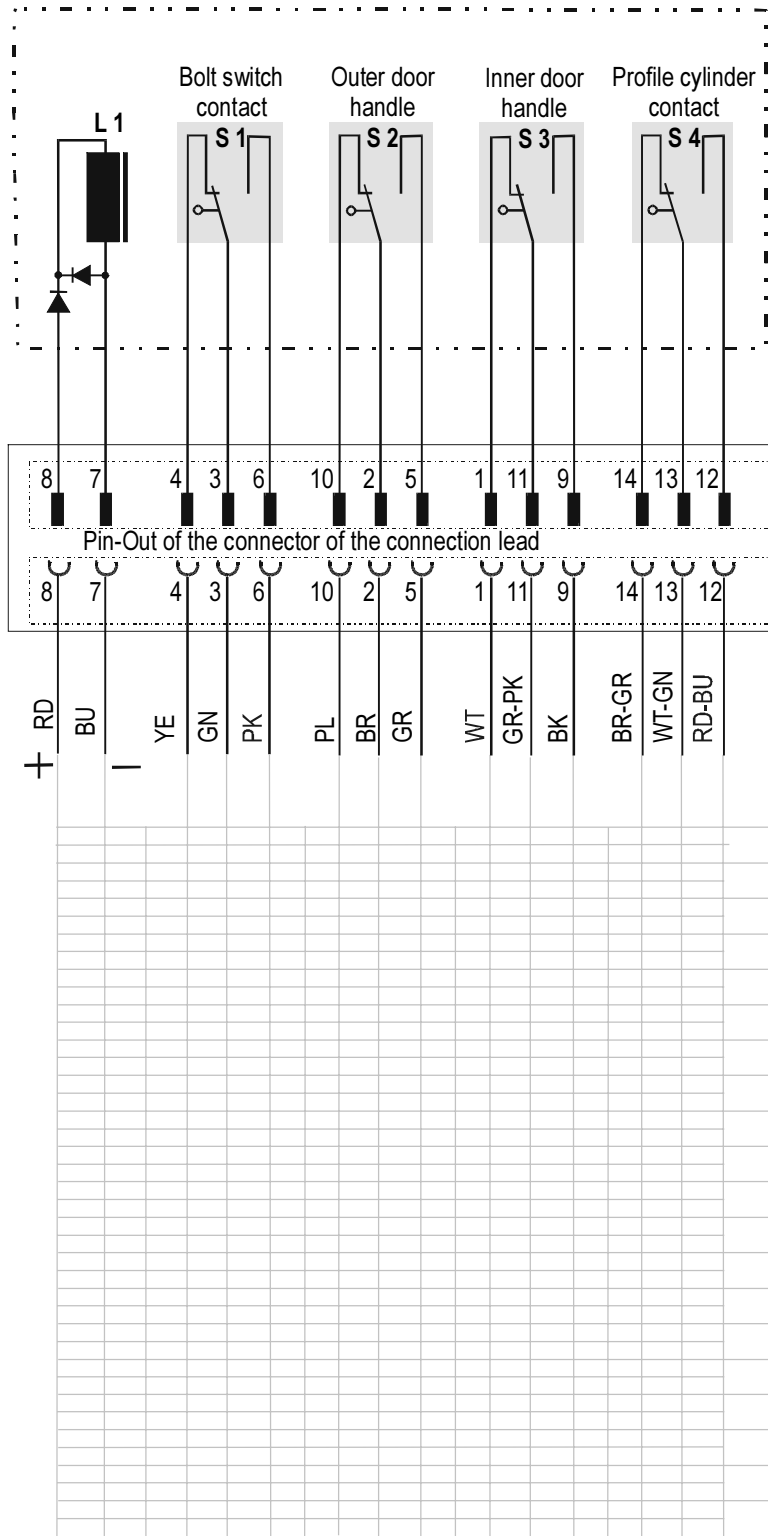 Bolt switch contact
Outer door handle
Inner door handle
Profile cylinder contact
L 1
S 1
S 2
S 3
S 4
8 7 4 3 6 10 2 5 1 11 9 14 13 12
Pin-Out of the connector of the connection lead
8 7 4 3 6 10 2 5 1 11 9 14 13 12
RD BU YE GN PK PL BR GR WT GR-PK BK BR-GR WT-GN RD-BU
+ −